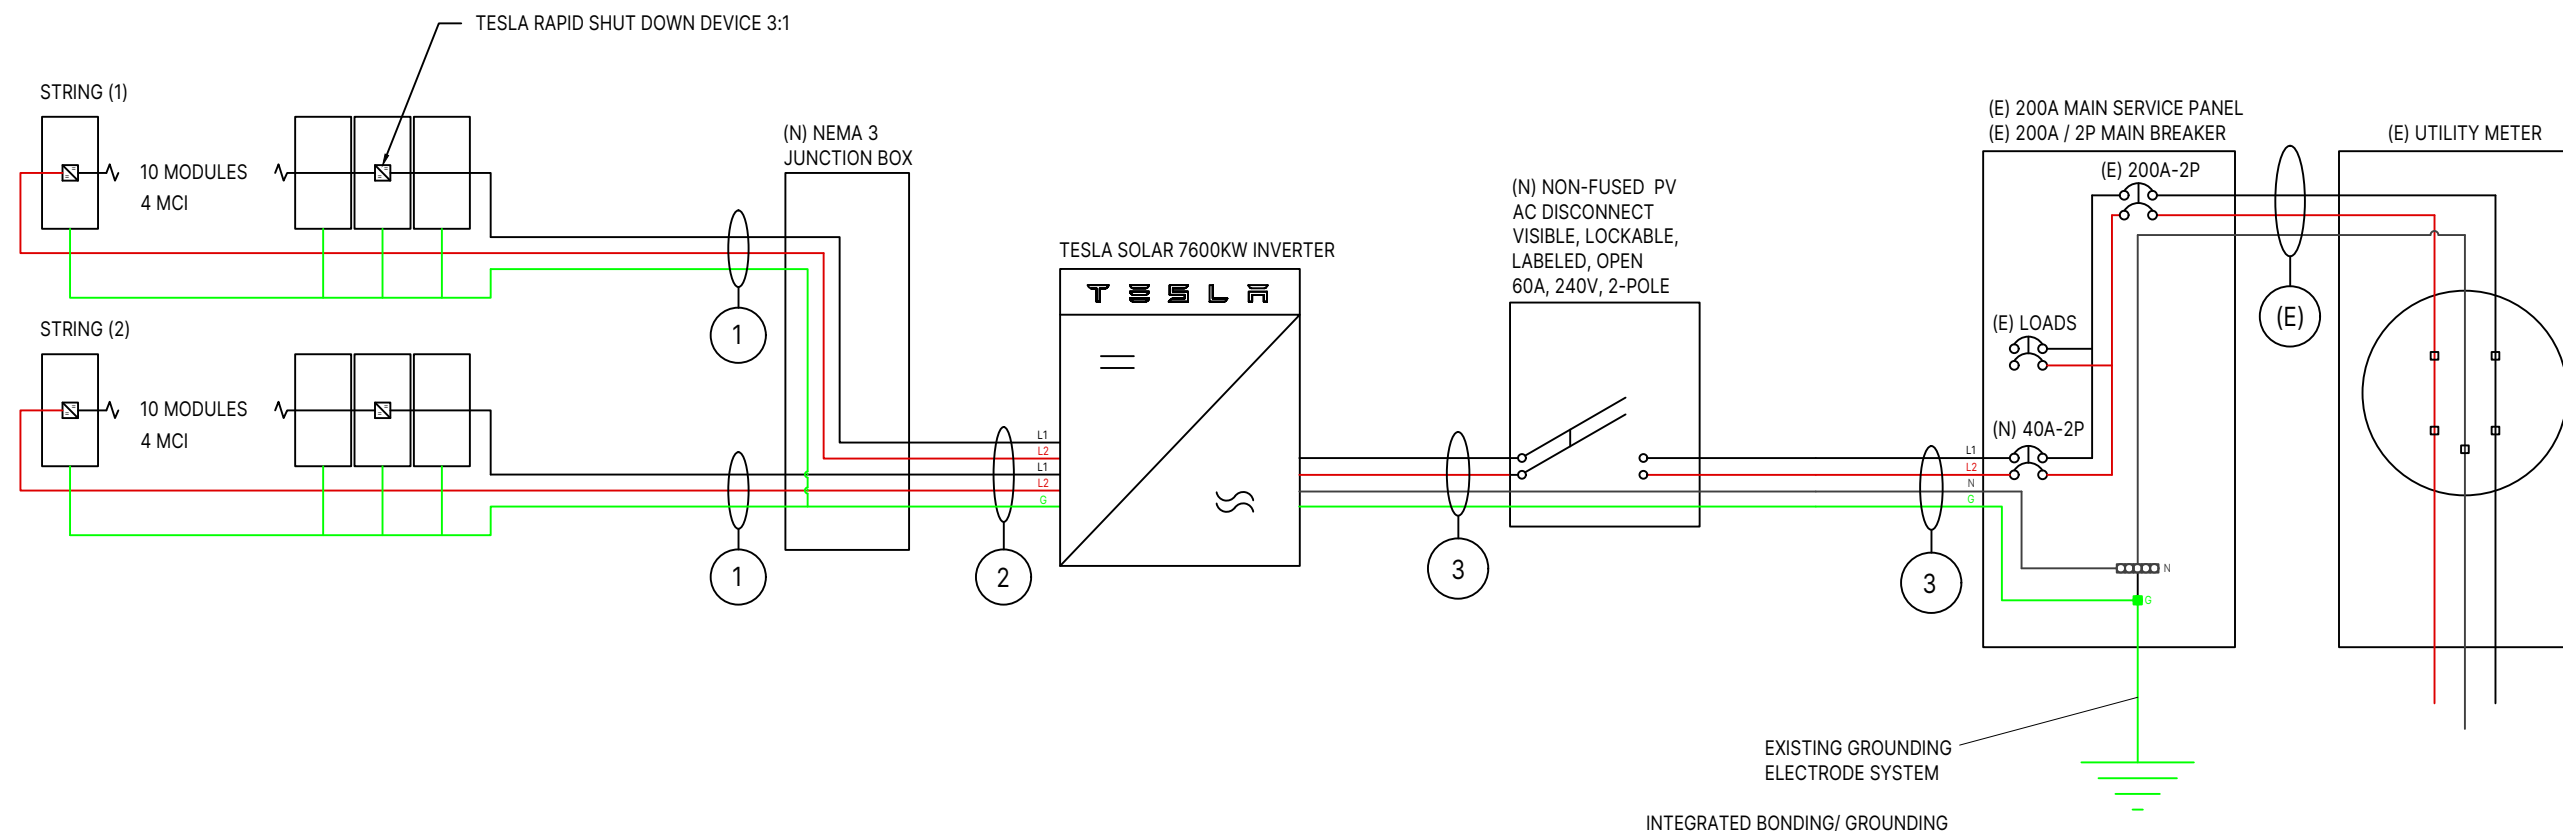 TESLA RAPID SHUT DOWN DEVICE 3:1
STRING (1)
10 MODULES
4 MCI
STRING (2)
10 MODULES
4 MCI
1
1
(N) NEMA 3
JUNCTION BOX
2
L1
L2
L1
L2
G
TESLA SOLAR 7600KW INVERTER
TESLA
3
(N) NON-FUSED PV
AC DISCONNECT
VISIBLE, LOCKABLE,
LABELED, OPEN
60A, 240V, 2-POLE
3
L1
L2
N
G
(E) 200A MAIN SERVICE PANEL
(E) 200A / 2P MAIN BREAKER
(E) 200A-2P
(E) LOADS
(N) 40A-2P
N
G
(E)
(E) UTILITY METER
EXISTING GROUNDING
ELECTRODE SYSTEM
INTEGRATED BONDING/ GROUNDING